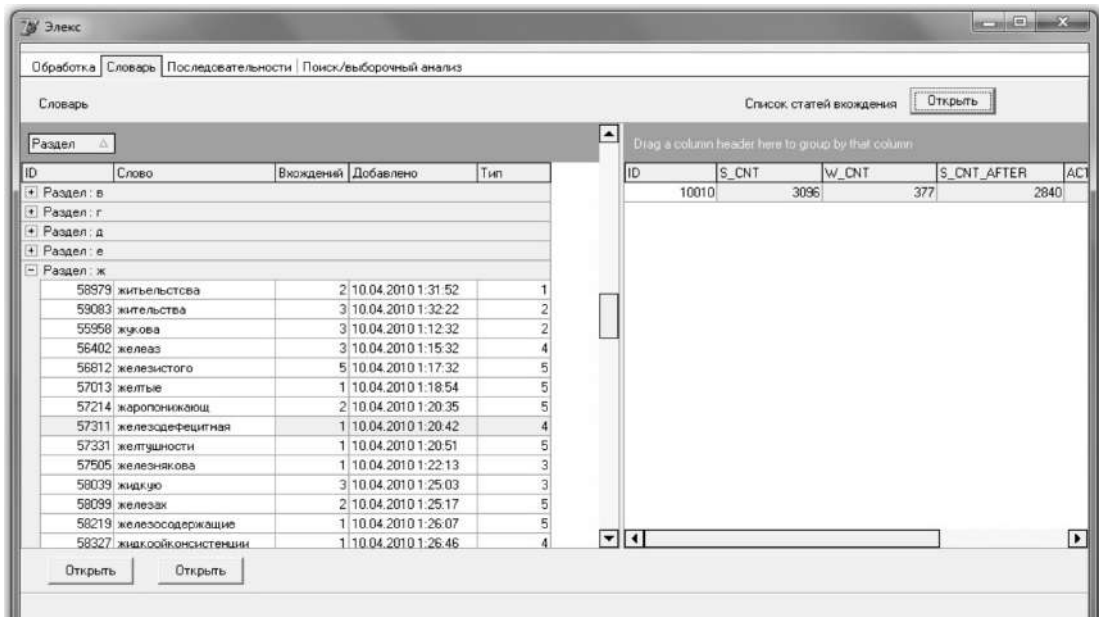 Элекс
Обработка Словарь Последовательности Поиск/выборочный анализ
Словарь Список статей вхождения Открыть
Раздел Drag a column header here to group by that column
ID Слово Вхождений Добавлено Тип ID S_CNT W_CNT S_CNT_AFTER ACT
Раздел : в 10010 3096 377 2840
Раздел : г
Раздел : д
Раздел : е
Раздел : ж
58979 житьельстсва 2 10.04.2010 1:31:52 1
59083 жительства 3 10.04.2010 1:32:22 2
55958 жукова 3 10.04.2010 1:12:32 2
56402 желеаз 3 10.04.2010 1:15:32 4
56812 железистого 5 10.04.2010 1:17:32 5
57013 желтые 1 10.04.2010 1:18:54 5
57214 жаропонижающ 2 10.04.2010 1:20:35 5
57311 железодефецитная 1 10.04.2010 1:20:42 4
57331 желтушности 1 10.04.2010 1:20:51 5
57505 железнякова 1 10.04.2010 1:22:13 3
58039 жидкую 3 10.04.2010 1:25:03 3
58099 железах 2 10.04.2010 1:25:17 5
58219 железосодержащие 1 10.04.2010 1:26:07 5
58327 жидкройконсистенции 1 10.04.2010 1:26:46 4
Открыть Открыть